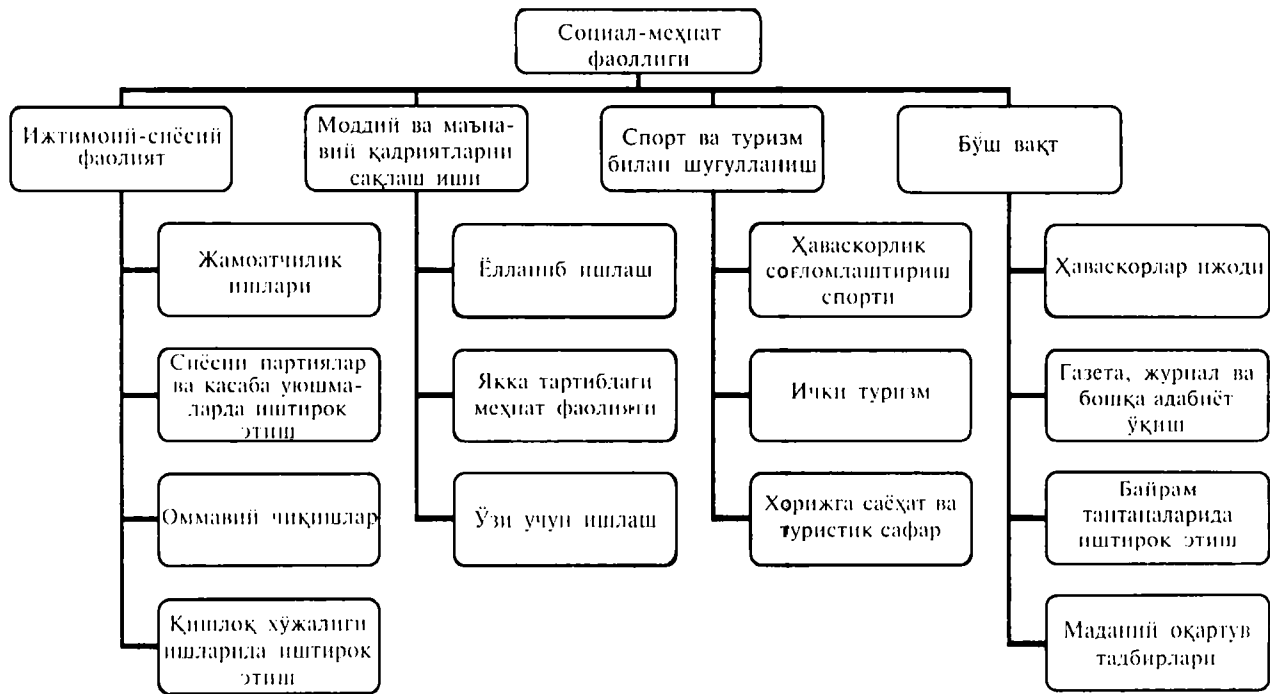 Социал-меҳнат
фаоллиги
Ижтимоий-сиёсий
фаолият
Моддий ва маъна-
вий қадриятларни
сақлаш иши
Спорт ва туризм
билан шуғулланиш
Бўш вақт
Жамоатчилик
ишлари
Сиёсий партиялар
ва касаба уюшма-
ларда иштирок
этиш
Оммавий чиқишлар
Қишлоқ хўжалиги
ишларида иштирок
этиш
Ёлланиб ишлаш
Якка тартибдаги
меҳнат фаолияги
Ўзи учун ишлаш
Ҳаваскорлик
соғломлаштириш
спорти
Ички туризм
Хорижга саёҳат ва
туристик сафар
Ҳаваскорлар ижоди
Газета, журнал ва
бошқа адабиёт
ўқиш
Байрам
тантаналарида
иштирок этиш
Маданий оқартув
тадбирлари